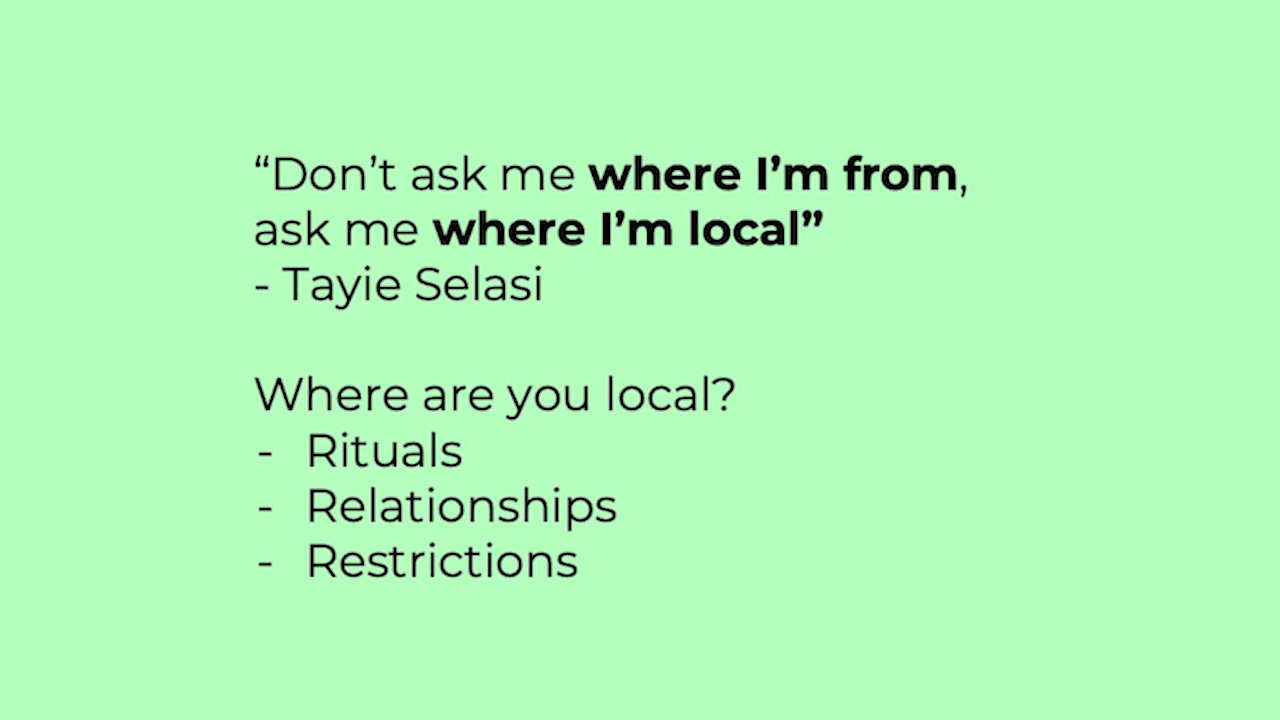 “Don’t ask me where I’m from,
ask me where I’m local”
- Tayie Selasi
Where are you local?
- Rituals
- Relationships
- Restrictions